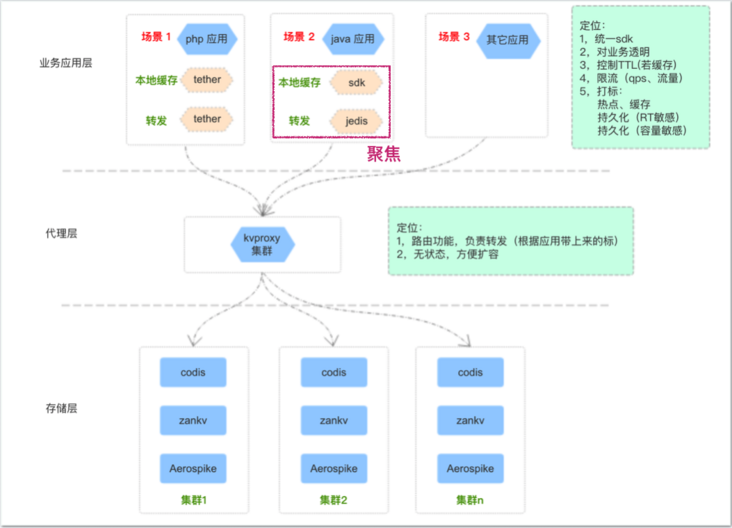 业务应用层
场景 1
php 应用
本地缓存
tether
转发
tether
场景 2
java 应用
本地缓存
sdk
转发
jedis
聚焦
场景 3
其它应用
定位：
1，统一sdk
2，对业务透明
3，控制TTL(若缓存)
4，限流（qps、流量）
5，打标：
热点、缓存
持久化（RT敏感）
持久化（容量敏感）
代理层
kvproxy
集群
定位：
1，路由功能，负责转发（根据应用带上来的标）
2，无状态，方便扩容
存储层
codis
zankv
Aerospike
集群1
codis
zankv
Aerospike
集群2
codis
zankv
Aerospike
集群n